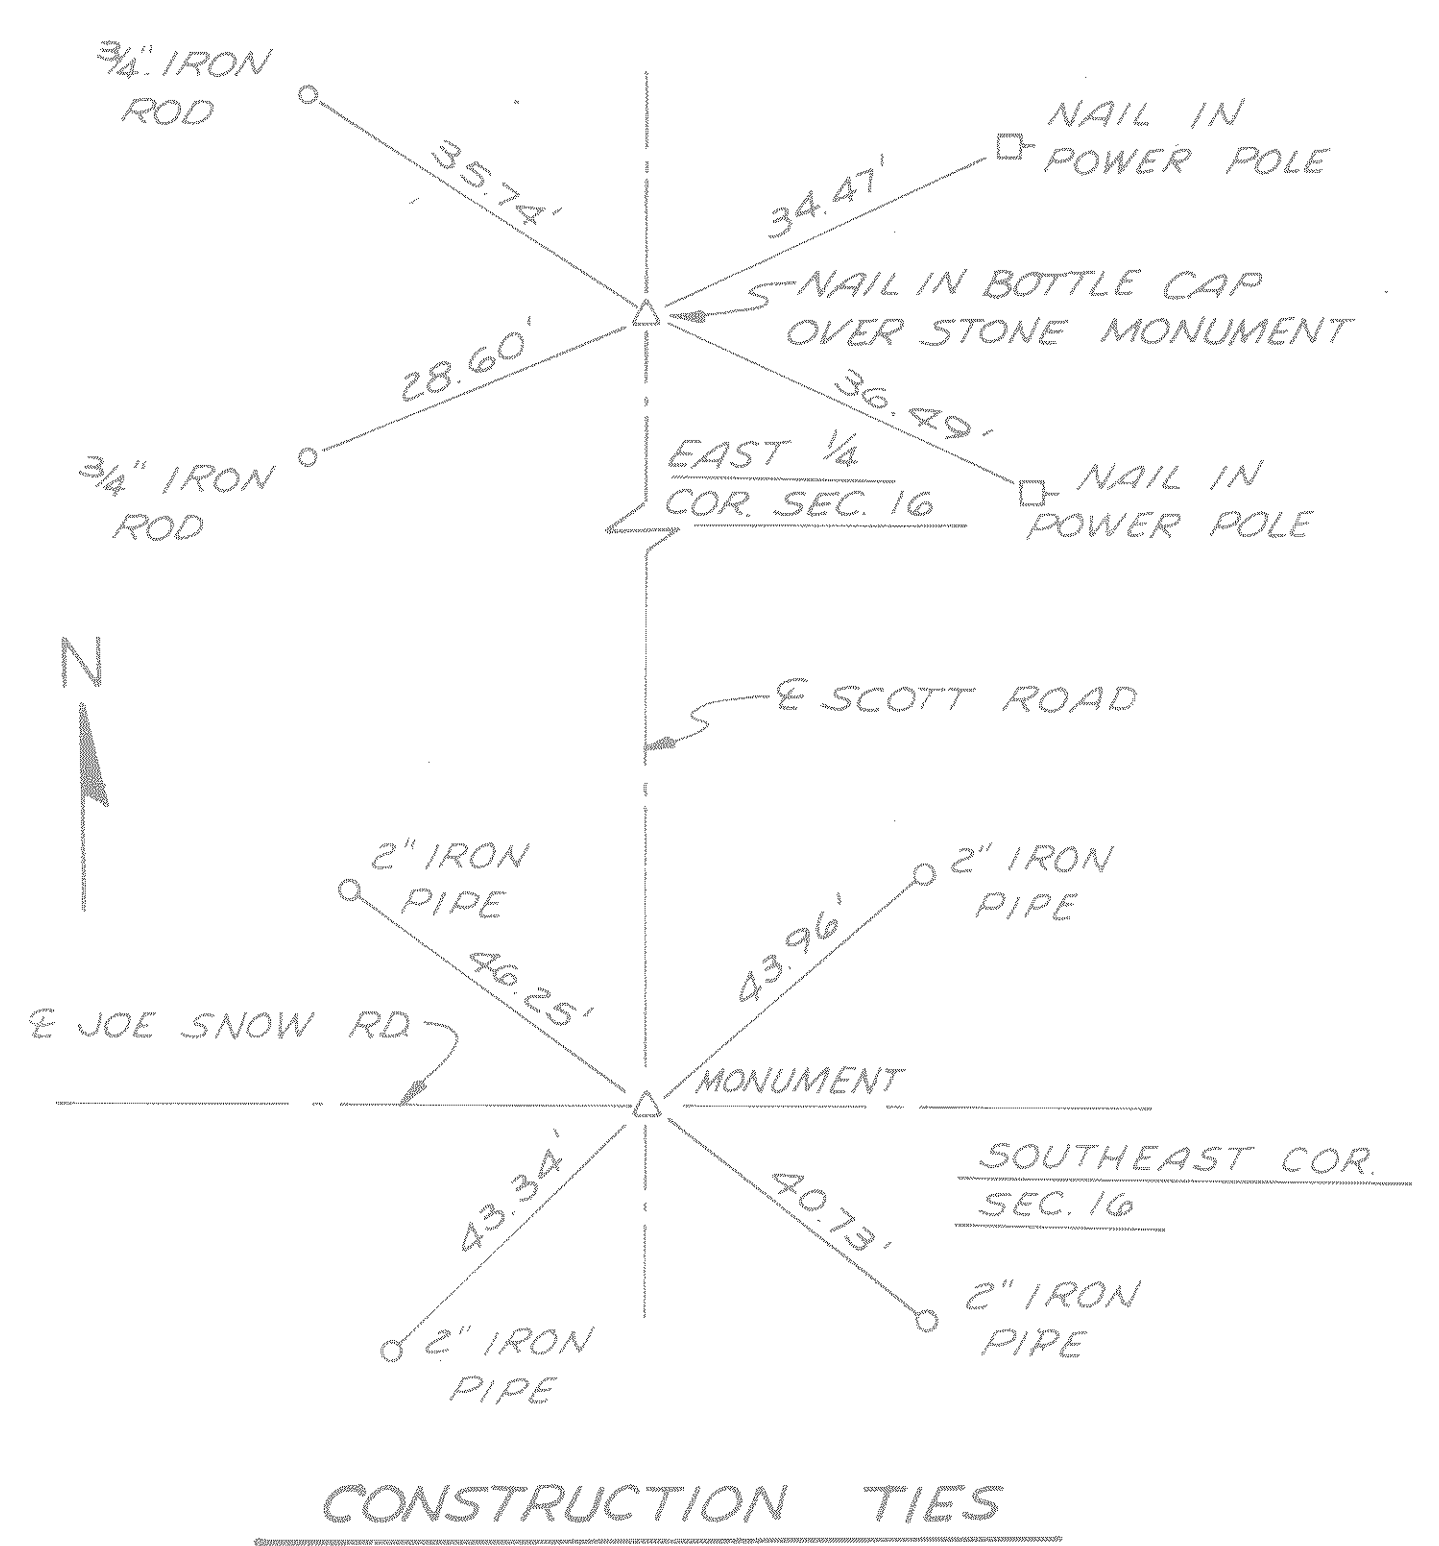 3/4" IRON
ROD
35.74'
34.47'
NAIL IN
POWER POLE
NAIL IN BOTTLE CAP
OVER STONE MONUMENT
28.60'
36.49'
3/4" IRON
ROD
EAST 1/4
COR. SEC. 16
NAIL IN
POWER POLE
N
℄ SCOTT ROAD
2" IRON
PIPE
2" IRON
PIPE
46.25'
43.96'
℄ JOE SNOW RD.
MONUMENT
43.34'
40.73'
SOUTHEAST COR.
SEC. 16
2" IRON
PIPE
2" IRON
PIPE
CONSTRUCTION TIES